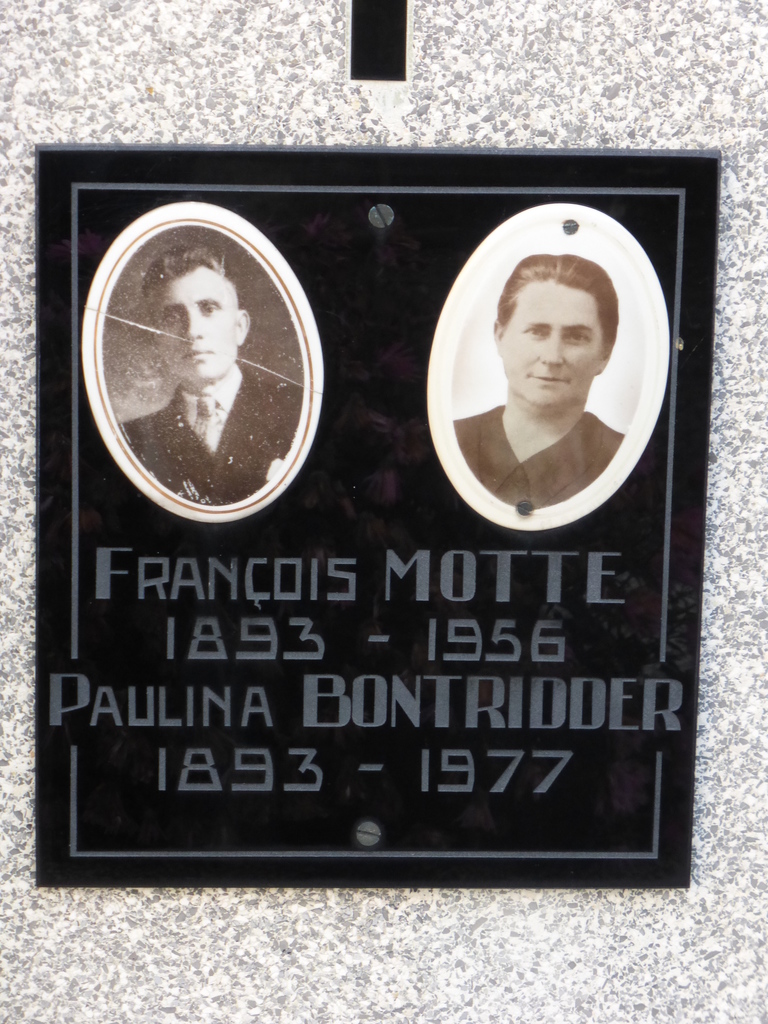 FRANÇOIS MOTTE
1893 - 1956
PAULINA BONTRIDDER
1893 - 1977